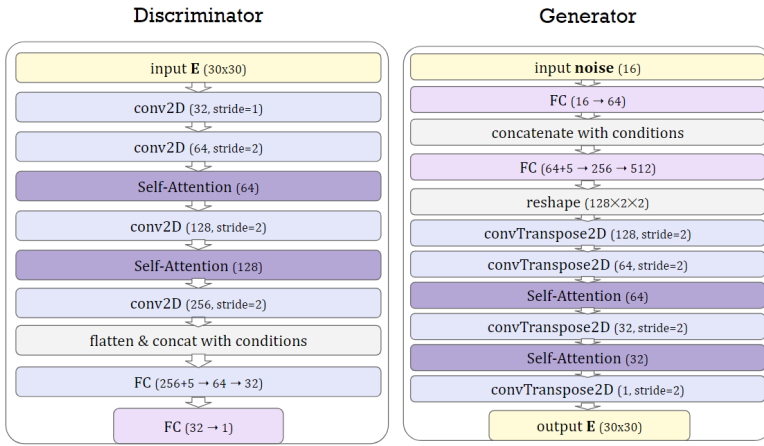 Discriminator
input E (30x30)
conv2D (32, stride=1)
conv2D (64, stride=2)
Self-Attention (64)
conv2D (128, stride=2)
Self-Attention (128)
conv2D (256, stride=2)
flatten & concat with conditions
FC (256+5 → 64 → 32)
FC (32 → 1)
Generator
input noise (16)
FC (16 → 64)
concatenate with conditions
FC (64+5 → 256 → 512)
reshape (128×2×2)
convTranspose2D (128, stride=2)
convTranspose2D (64, stride=2)
Self-Attention (64)
convTranspose2D (32, stride=2)
Self-Attention (32)
convTranspose2D (1, stride=2)
output E (30x30)